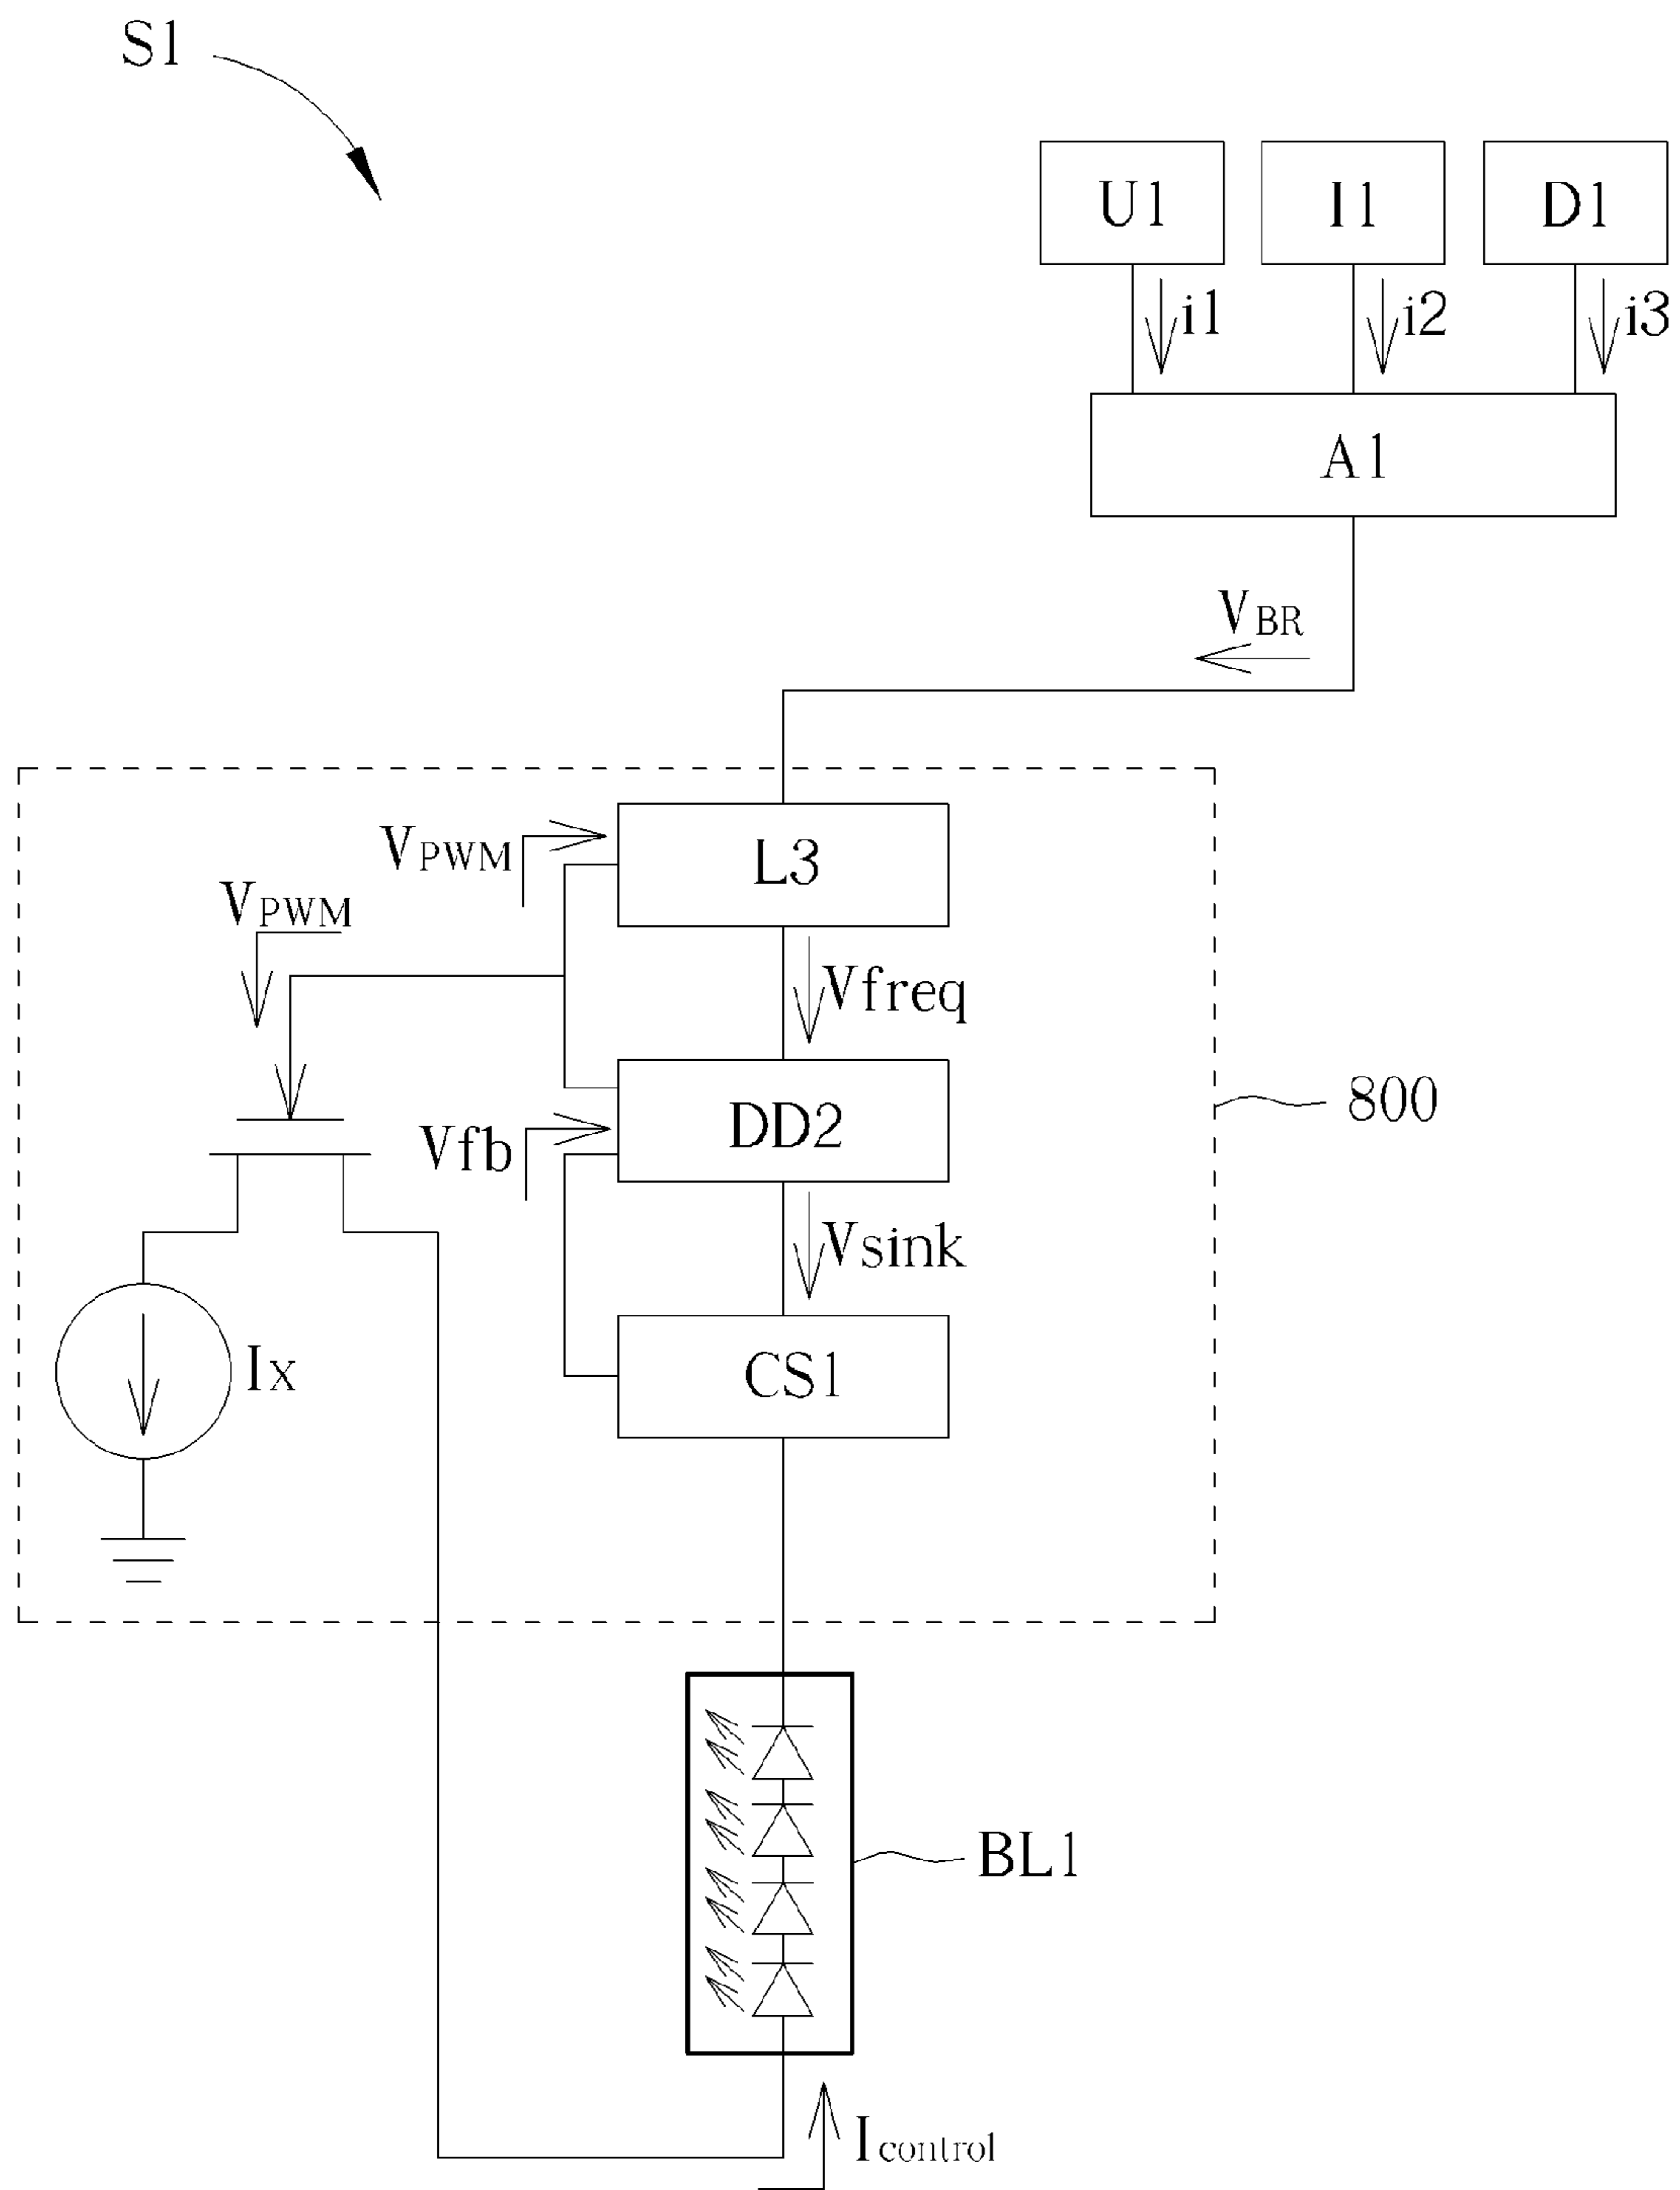 S1
U1 I1 D1
i1 i2 i3
A1
VBR
VPWM L3
VPWM
Vfreq
DD2 800
Vfb
Vsink
CS1
Ix
BL1
Icontrol